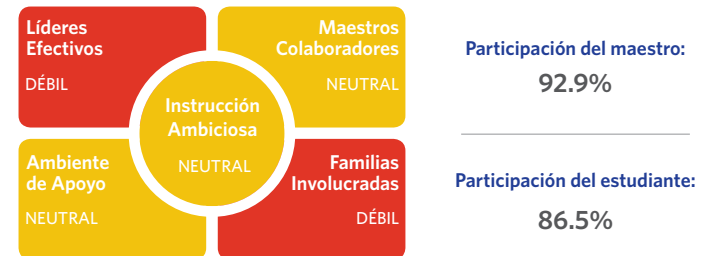 Líderes
Efectivos
DÉBIL
Maestros
Colaboradores
NEUTRAL
Instrucción
Ambiciosa
NEUTRAL
Ambiente
de Apoyo
NEUTRAL
Familias
Involucradas
DÉBIL
Participación del maestro:
92.9%
Participación del estudiante:
86.5%